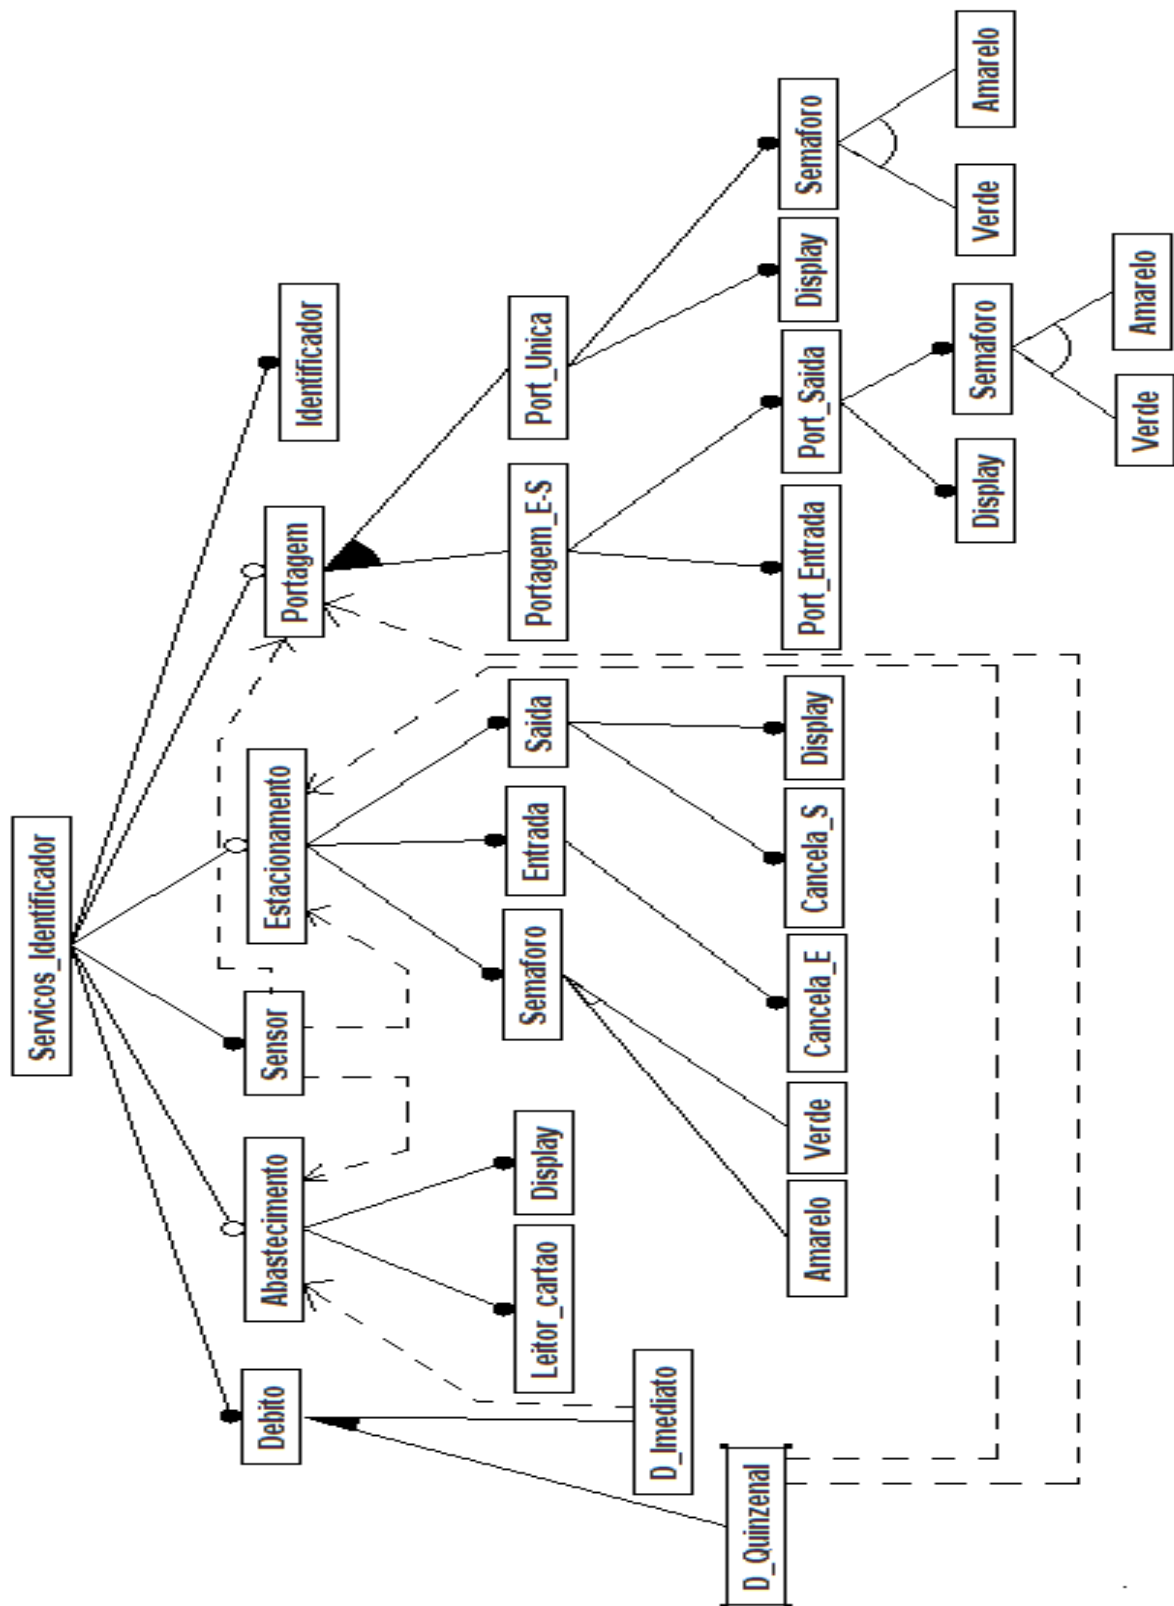 Servicos_Identificador
Debito
Abastecimento
Sensor
Estacionamento
Portagem
Identificador
Leitor_cartao
Display
Semaforo
Entrada
Saida
Portagem_E-S
Port_Unica
D_Imediato
D_Quinzenal
Amarelo
Verde
Cancela_E
Cancela_S
Display
Port_Entrada
Port_Saida
Display
Semaforo
Display
Semaforo
Verde
Amarelo
Verde
Amarelo